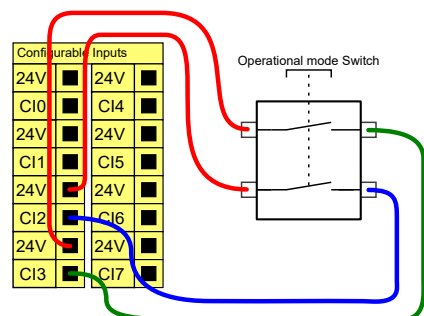 Configurable Inputs
24V 24V
CI0 CI4
24V 24V
CI1 CI5
24V 24V
CI2 CI6
24V 24V
CI3 CI7
Operational mode Switch